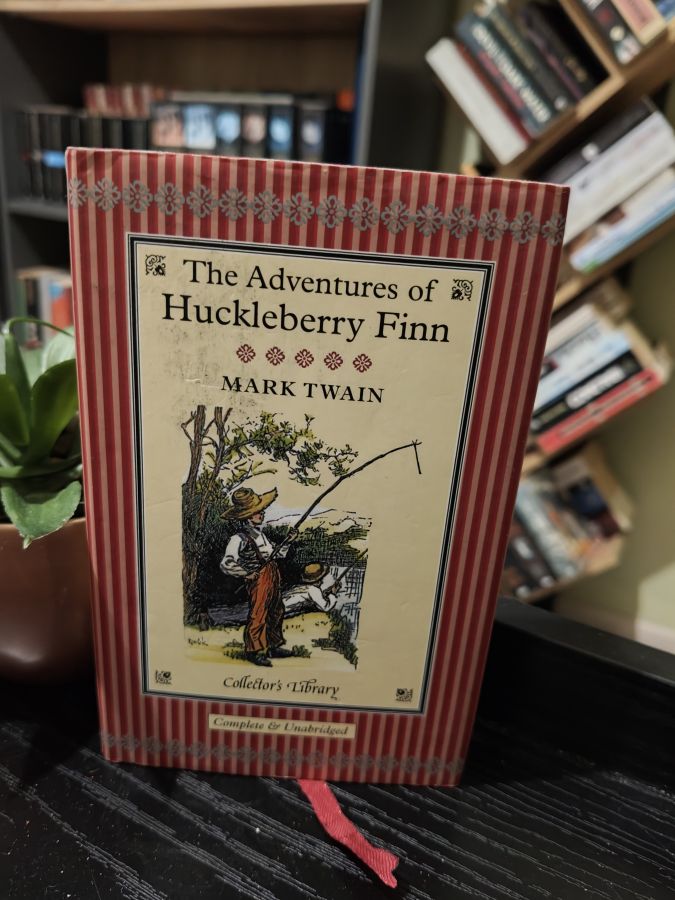 The Adventures of
Huckleberry Finn
MARK TWAIN
Collector's Library
Complete & Unabridged